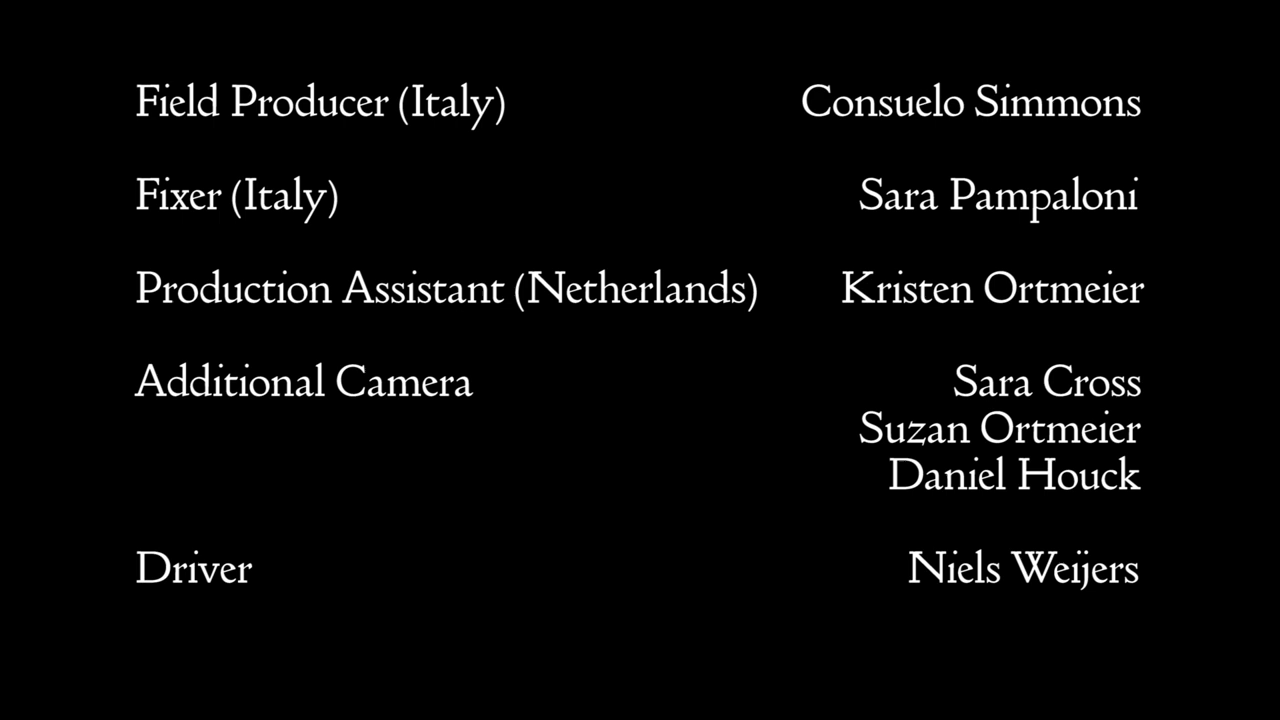 Field Producer (Italy) Consuelo Simmons
Fixer (Italy) Sara Pampaloni
Production Assistant (Netherlands) Kristen Ortmeier
Additional Camera Sara Cross
Suzan Ortmeier
Daniel Houck
Driver Niels Weijers